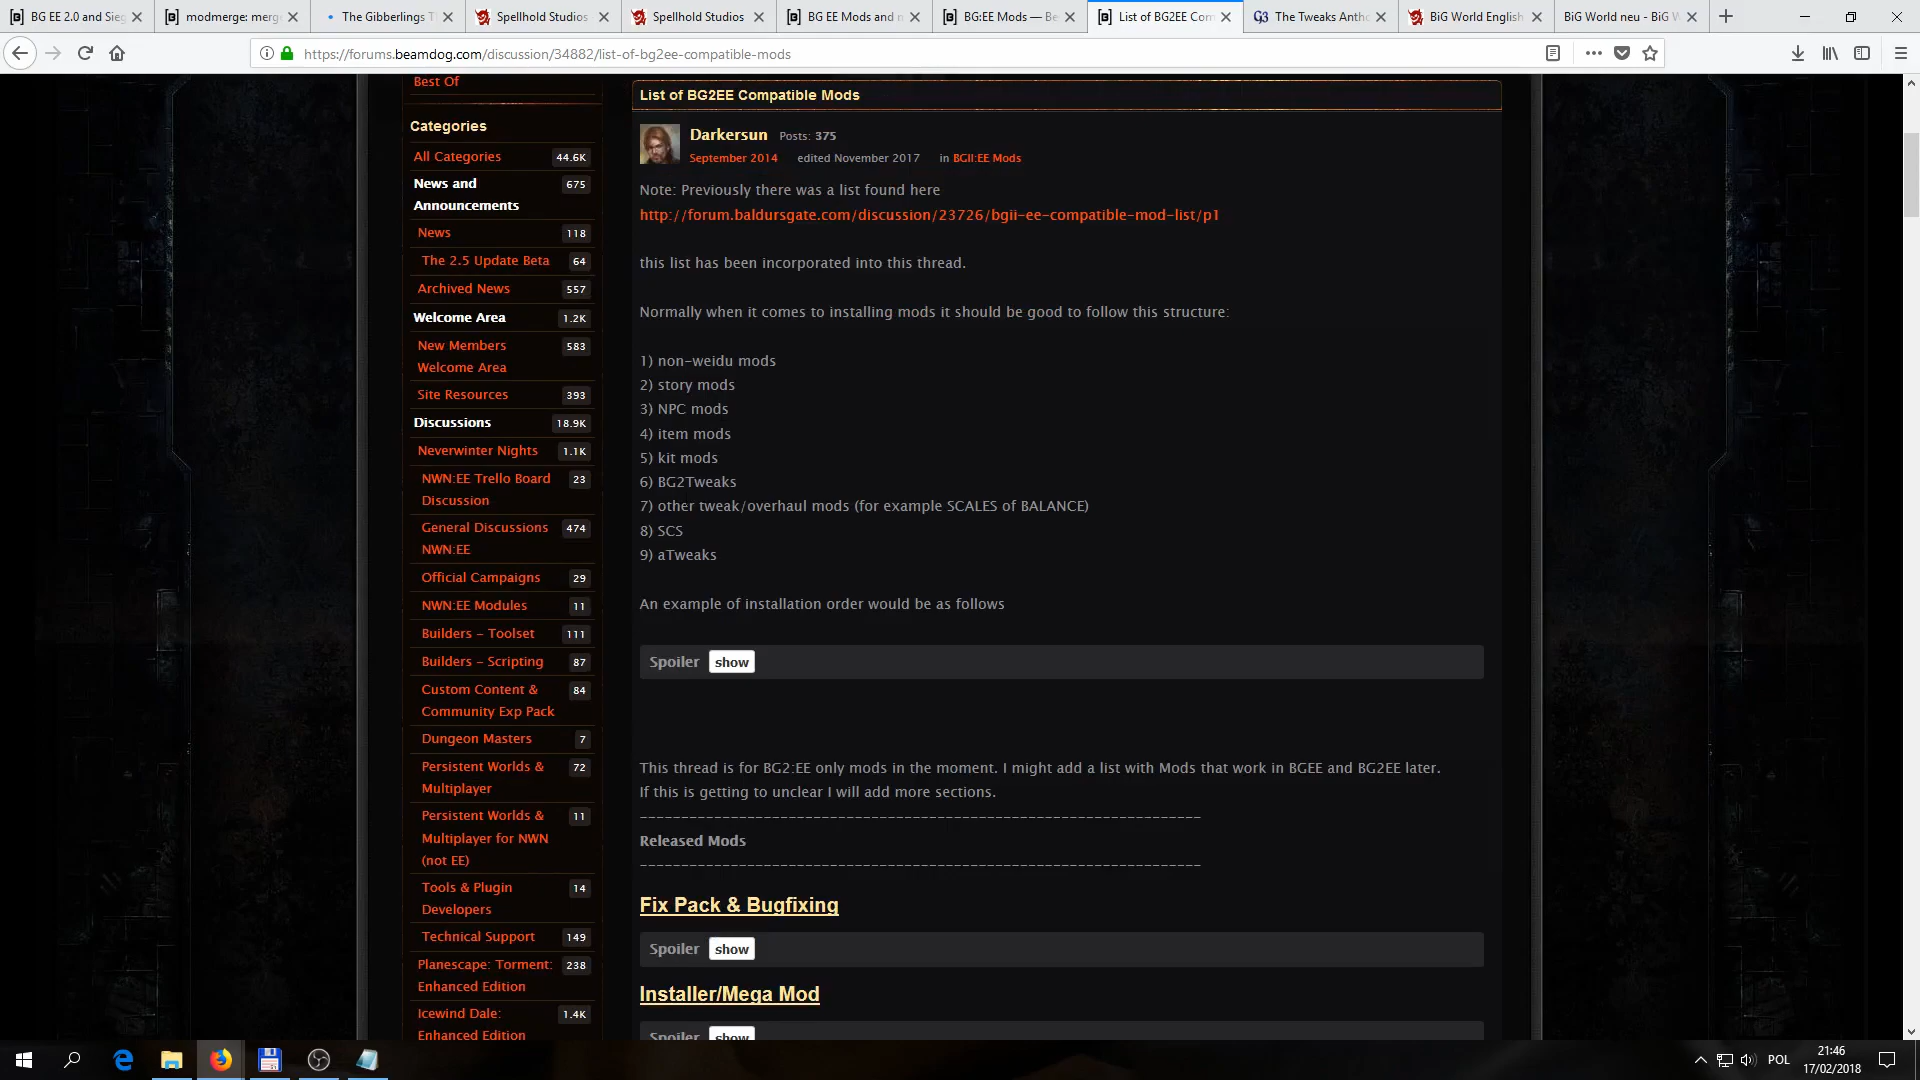 BG EE 2.0 and Sieg
modmerge: merg
The Gibberlings T
Spellhold Studios
Spellhold Studios
BG EE Mods and n
BG:EE Mods — Be
List of BG2EE Com
G3 The Tweaks Antho
BiG World English
BiG World neu - BiG W
https://forums.beamdog.com/discussion/34882/list-of-bg2ee-compatible-mods
Best Of
Categories
All Categories 44.6K
News and 675
Announcements
News 118
The 2.5 Update Beta 64
Archived News 557
Welcome Area 1.2K
New Members 583
Welcome Area
Site Resources 393
Discussions 18.9K
Neverwinter Nights 1.1K
NWN:EE Trello Board 23
Discussion
General Discussions 474
NWN:EE
Official Campaigns 29
NWN:EE Modules 11
Builders - Toolset 111
Builders - Scripting 87
Custom Content & 84
Community Exp Pack
Dungeon Masters 7
Persistent Worlds & 72
Multiplayer
Persistent Worlds & 11
Multiplayer for NWN
(not EE)
Tools & Plugin 14
Developers
Technical Support 149
Planescape: Torment: 238
Enhanced Edition
Icewind Dale: 1.4K
Enhanced Edition
List of BG2EE Compatible Mods
Darkersun Posts: 375
September 2014 edited November 2017 in BGII:EE Mods
Note: Previously there was a list found here
http://forum.baldursgate.com/discussion/23726/bgii-ee-compatible-mod-list/p1
this list has been incorporated into this thread.
Normally when it comes to installing mods it should be good to follow this structure:
1) non-weidu mods
2) story mods
3) NPC mods
4) item mods
5) kit mods
6) BG2Tweaks
7) other tweak/overhaul mods (for example SCALES of BALANCE)
8) SCS
9) aTweaks
An example of installation order would be as follows
Spoiler show
This thread is for BG2:EE only mods in the moment. I might add a list with Mods that work in BGEE and BG2EE later.
If this is getting to unclear I will add more sections.
--------------------------------------------------------------------
Released Mods
--------------------------------------------------------------------
Fix Pack & Bugfixing
Spoiler show
Installer/Mega Mod
Spoiler show
POL
21:46
17/02/2018